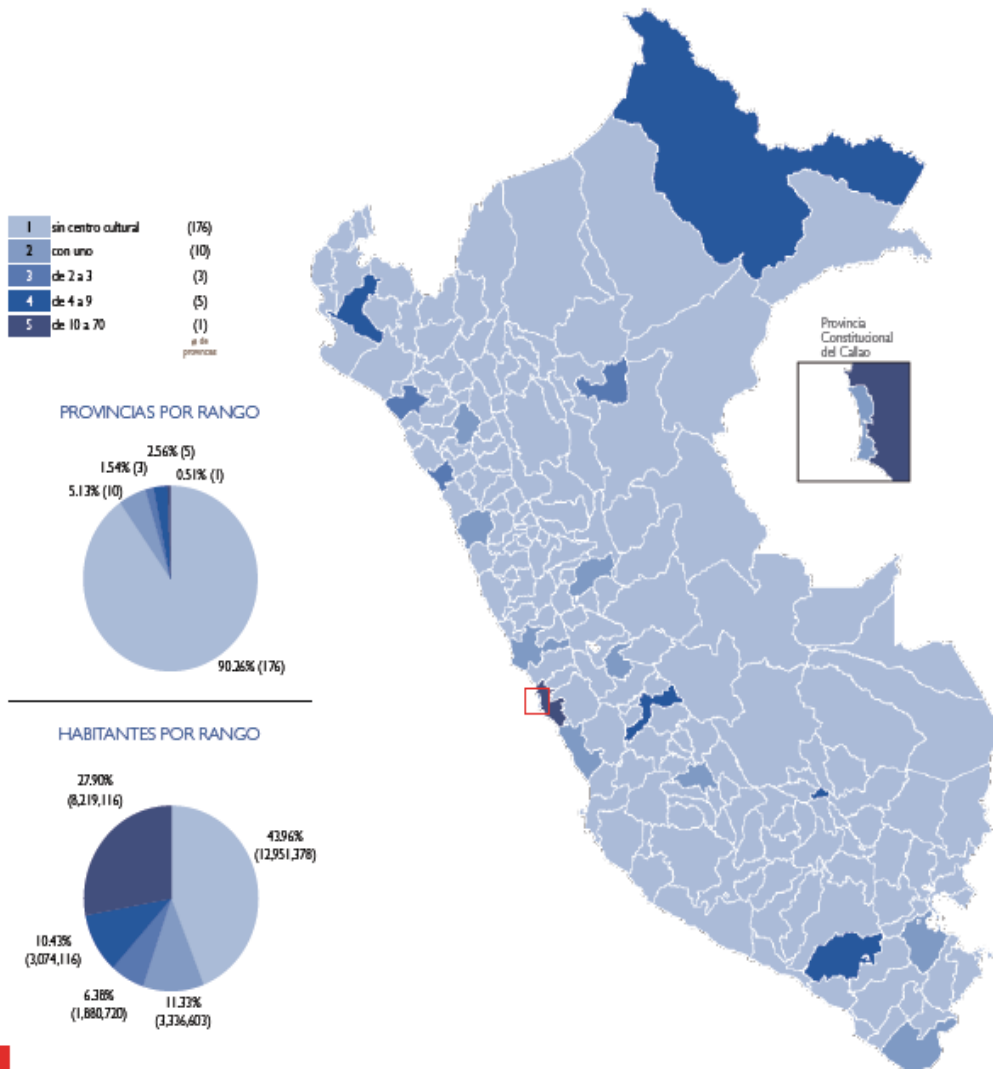 1 sin centro cultural (176)
2 con uno (10)
3 de 2 a 3 (3)
4 de 4 a 9 (5)
5 de 10 a 70 (1)
# de
provincias
Provincia
Constitucional
del Callao
PROVINCIAS POR RANGO
2.56% (5)
1.54% (3)
0.51% (1)
5.13% (10)
90.26% (176)
HABITANTES POR RANGO
27.90%
(8,219,116)
43.96%
(12,951,378)
10.43%
(3,074,116)
6.38%
(1,880,720)
11.33%
(3,336,603)